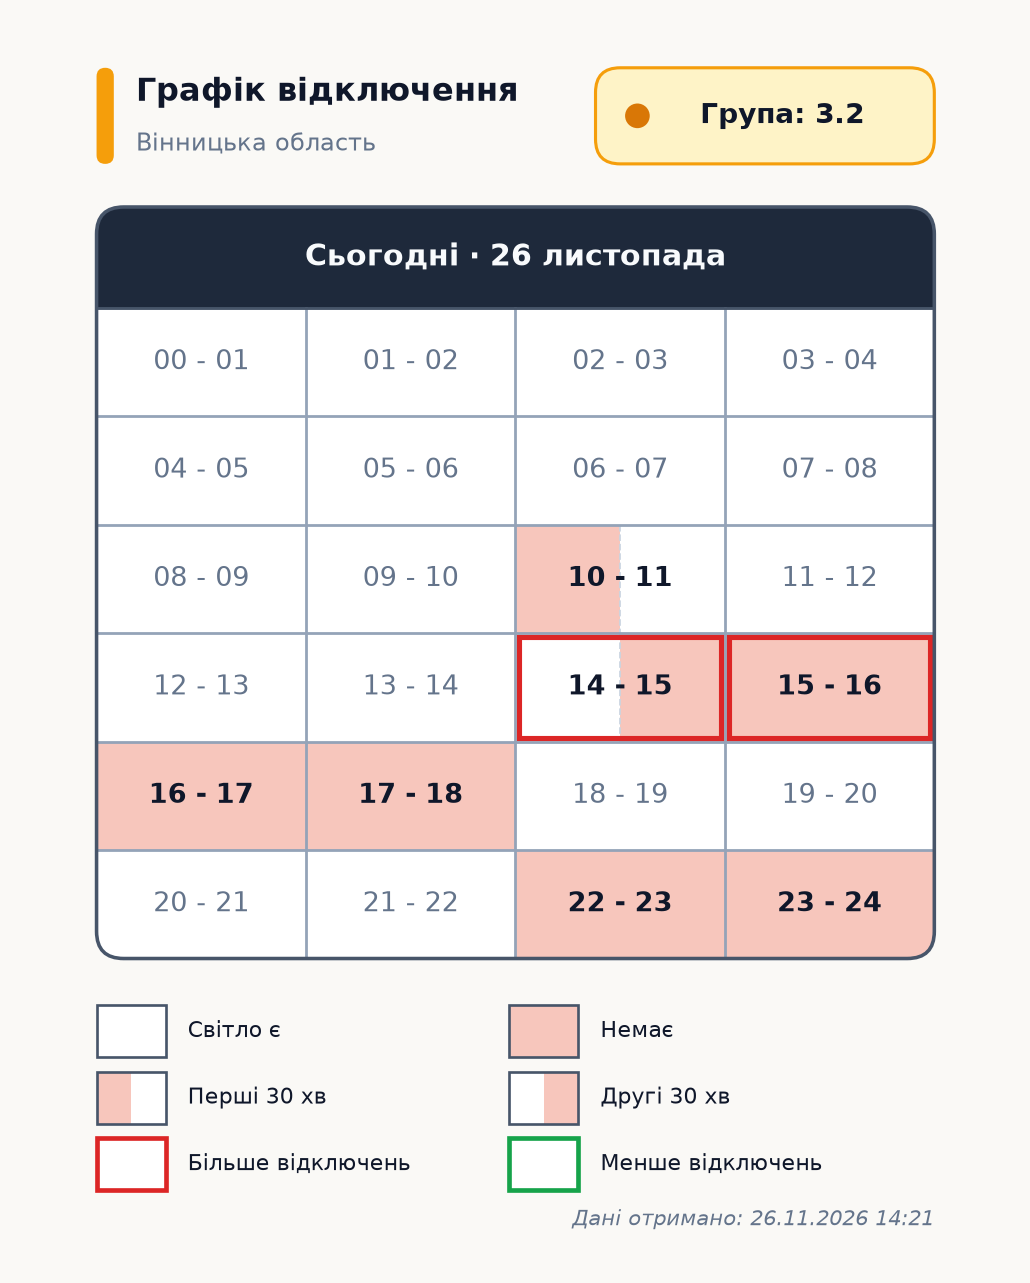 Графік відключення
Вінницька область
Група: 3.2
Сьогодні · 26 листопада
00 - 01 01 - 02 02 - 03 03 - 04
04 - 05 05 - 06 06 - 07 07 - 08
08 - 09 09 - 10 10 - 11 11 - 12
12 - 13 13 - 14 14 - 15 15 - 16
16 - 17 17 - 18 18 - 19 19 - 20
20 - 21 21 - 22 22 - 23 23 - 24
Світло є Немає
Перші 30 хв Другі 30 хв
Більше відключень Менше відключень
Дані отримано: 26.11.2026 14:21